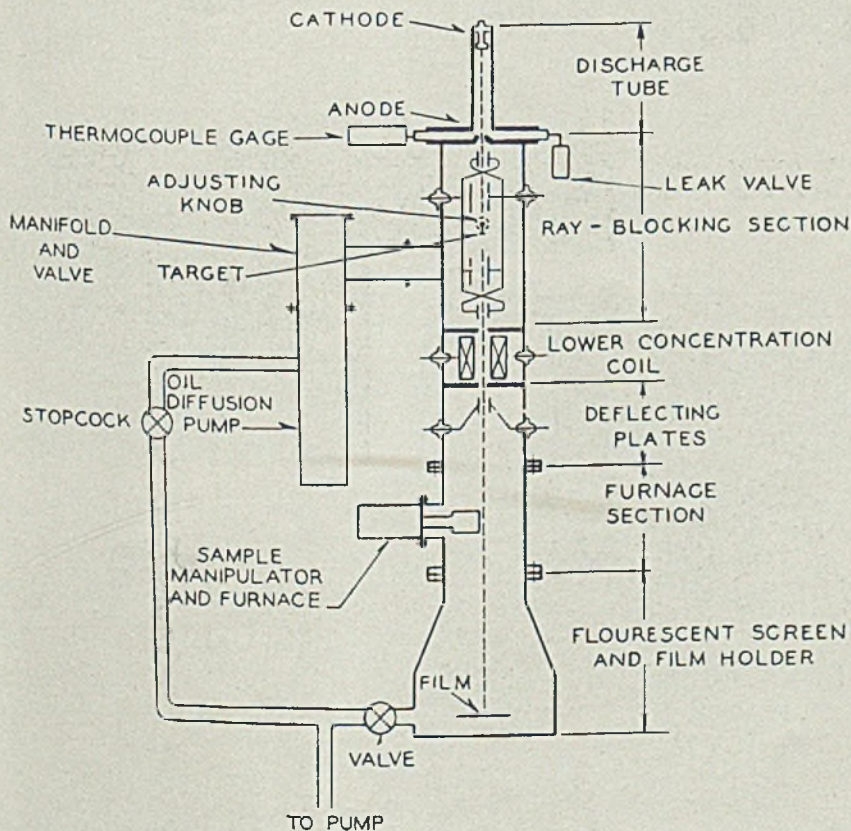 CATHODE
DISCHARGE
TUBE
ANODE
THERMOCOUPLE GAGE
LEAK VALVE
ADJUSTING
KNOB
MANIFOLD
AND
VALVE
TARGET
RAY - BLOCKING SECTION
LOWER CONCENTRATION
COIL
OIL
DIFFUSION
PUMP
STOPCOCK
DEFLECTING
PLATES
FURNACE
SECTION
SAMPLE
MANIPULATOR
AND FURNACE
FLOURESCENT SCREEN
AND FILM HOLDER
FILM
VALVE
TO PUMP